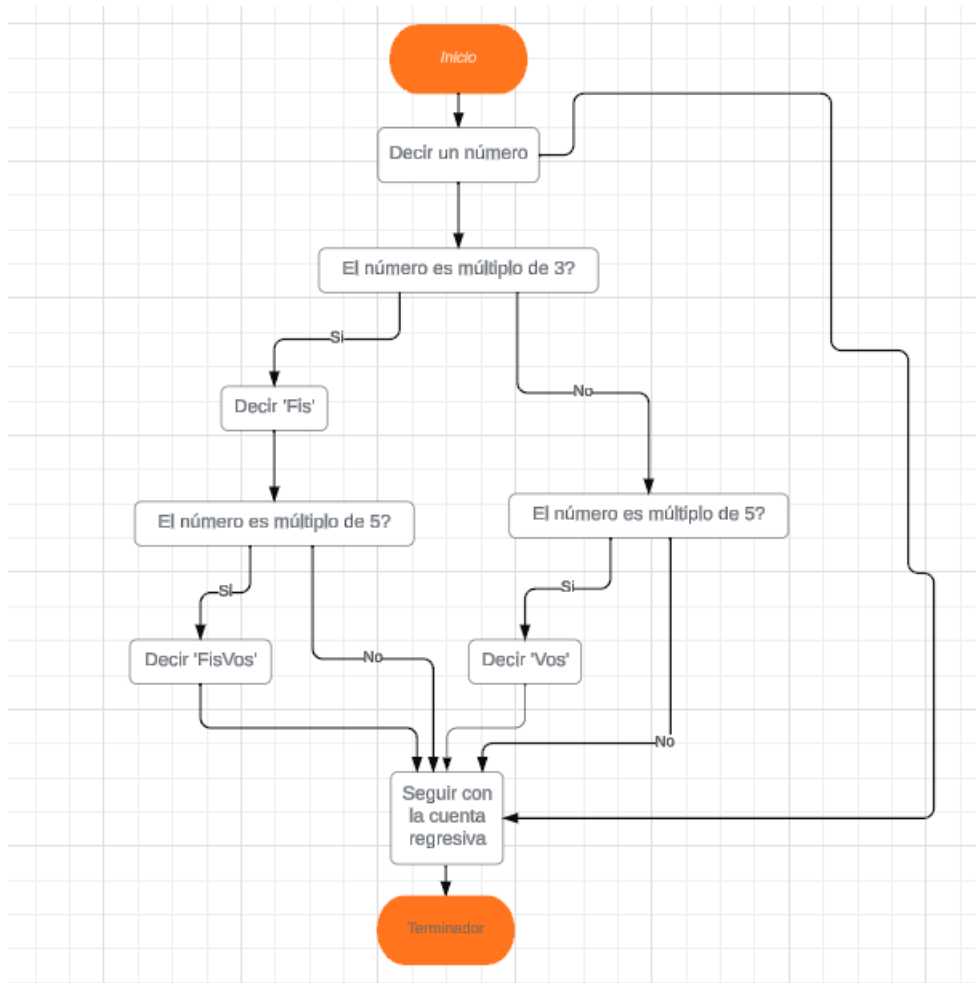 Inicio
Decir un número
El número es múltiplo de 3?
Si
No
Decir 'Fis'
El número es múltiplo de 5?
El número es múltiplo de 5?
Si
Si
Decir 'FisVos'
No
Decir 'Vos'
No
Seguir con
la cuenta
regresiva
Terminador